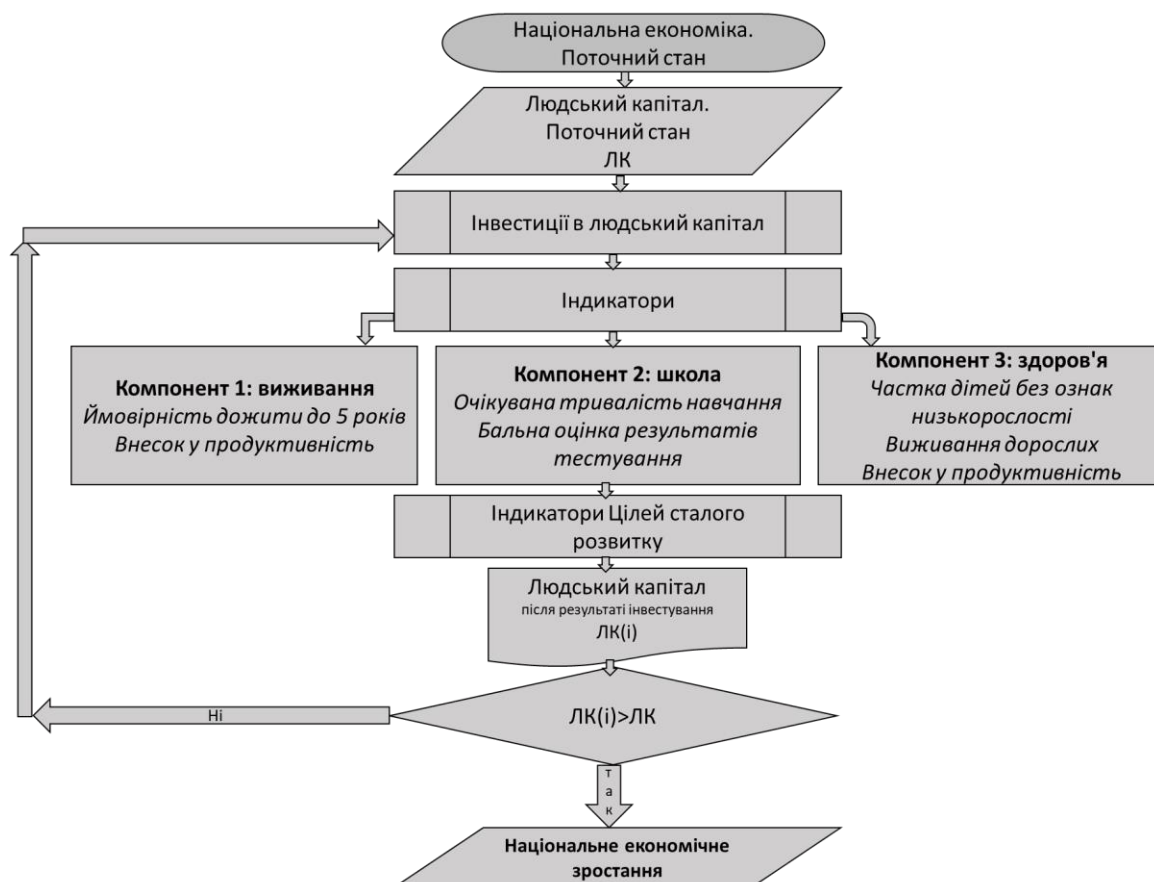 Національна економіка.
Поточний стан
Людський капітал.
Поточний стан
ЛК
Інвестиції в людський капітал
Індикатори
Компонент 1: виживання
Ймовірність дожити до 5 років
Внесок у продуктивність
Компонент 2: школа
Очікувана тривалість навчання
Бальна оцінка результатів
тестування
Компонент 3: здоров'я
Частка дітей без ознак
низькорослості
Виживання дорослих
Внесок у продуктивність
Індикатори Цілей сталого
розвитку
Людський капітал
після результаті інвестування
ЛК(і)
ЛК(і)>ЛК
Ні
так
Національне економічне
зростання